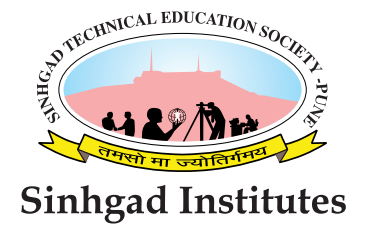 SINHGAD TECHNICAL EDUCATION SOCIETY - PUNE
तमसो मा ज्योतिर्गमय
Sinhgad Institutes